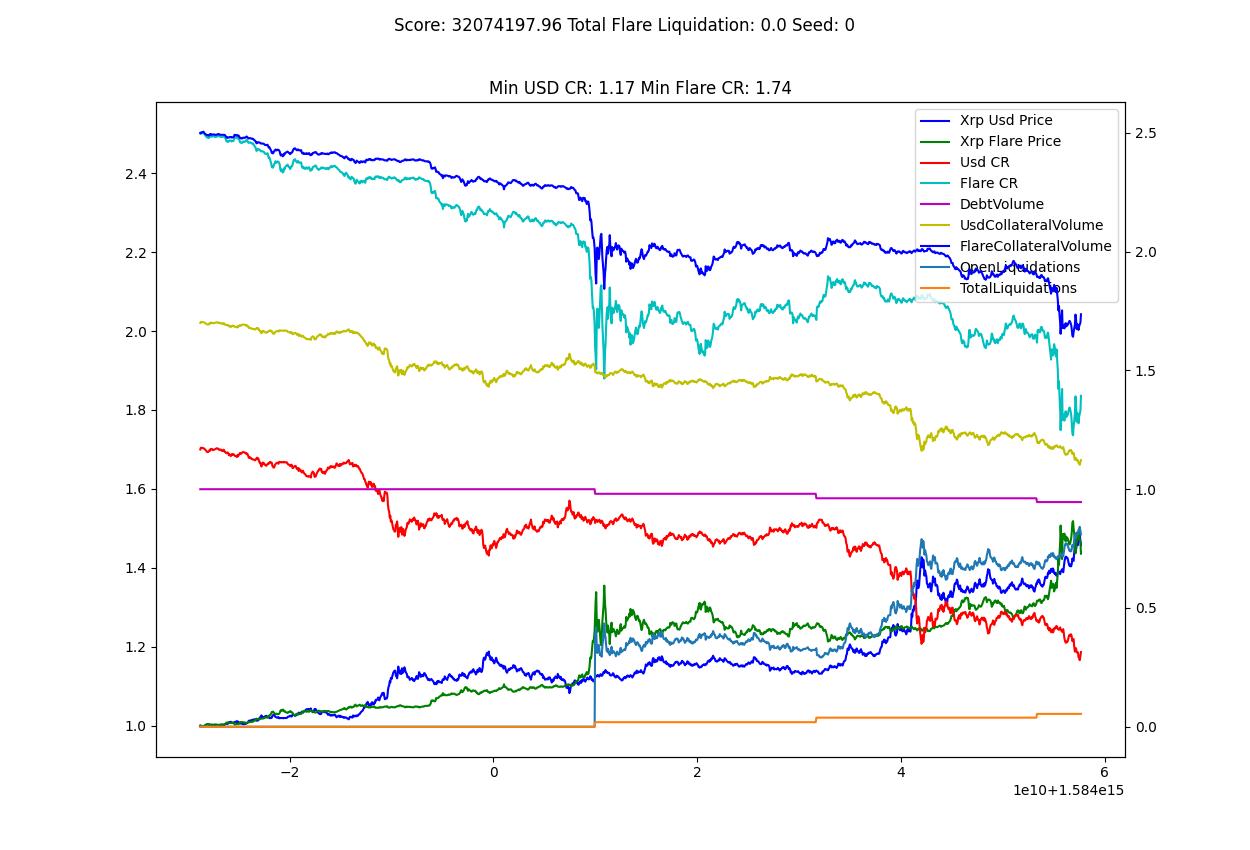 Score: 32074197.96 Total Flare Liquidation: 0.0 Seed: 0
Min USD CR: 1.17 Min Flare CR: 1.74
Xrp Usd Price
Xrp Flare Price
Usd CR
Flare CR
DebtVolume
UsdCollateralVolume
FlareCollateralVolume
OpenLiquidations
TotalLiquidations
2.4
2.2
2.0
1.8
1.6
1.4
1.2
1.0
2.5
2.0
1.5
1.0
0.5
0.0
−2
0
2
4
6
1e10+1.584e15